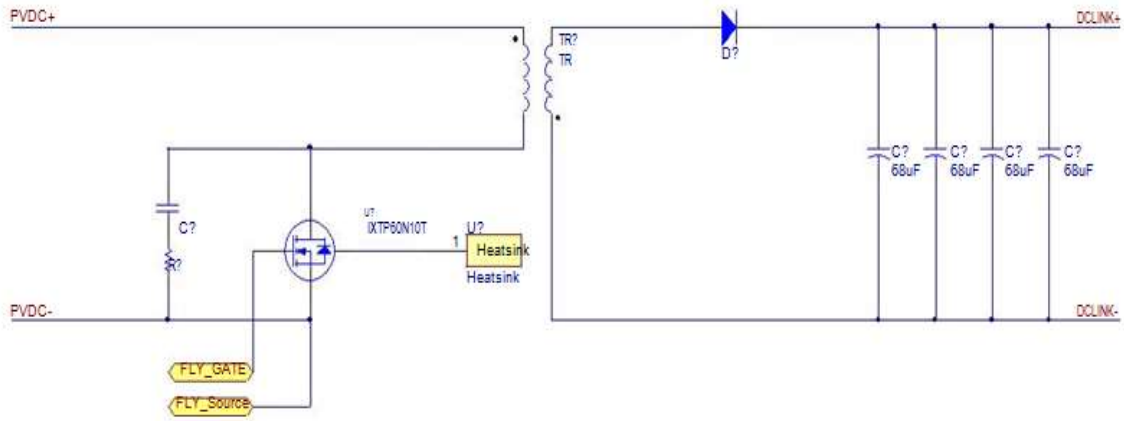 PVDC+
DCLINK+
TR?
TR
D?
C?
68uF
C?
68uF
C?
68uF
C?
68uF
C?
R?
U?
IXTP60N10T
1
U?
Heatsink
Heatsink
PVDC-
DCLINK-
FLY_GATE
FLY_Source